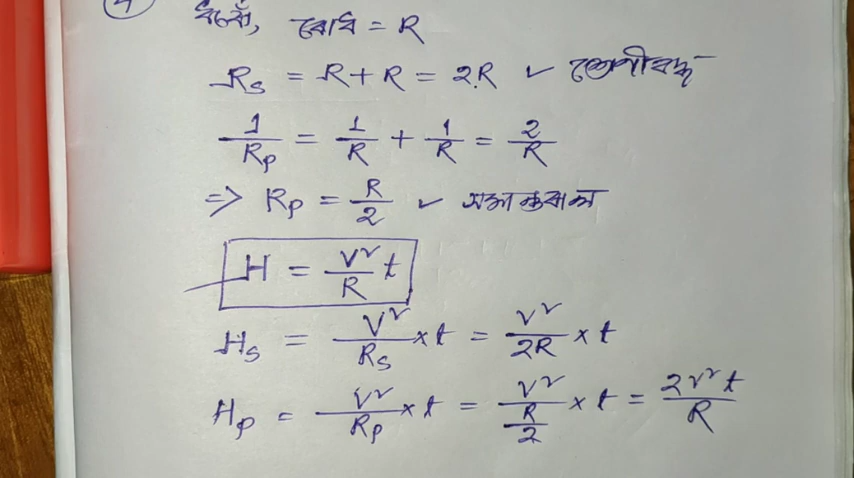 4
ধরো, রোধ = R
Rs = R + R = 2R ✓ শ্রেণীবদ্ধ
1/Rp = 1/R + 1/R = 2/R
=> Rp = R/2 ✓ সমান্তরাল
H = V²/R t
Hs = V²/Rs × t = V²/2R × t
Hp = V²/Rp × t = V²/(R/2) × t = 2V²t/R